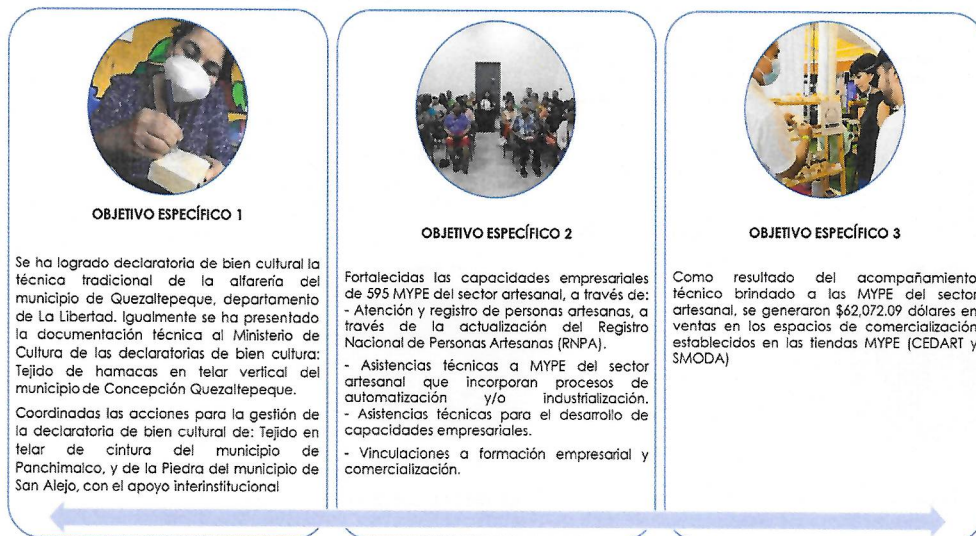 OBJETIVO ESPECÍFICO 1
Se ha logrado declaratoria de bien cultural la
técnica tradicional de la alfarería del
municipio de Quezaltepeque, departamento
de La Libertad. Igualmente se ha presentado
la documentación técnica al Ministerio de
Cultura de las declaratorias de bien cultura:
Tejido de hamacas en telar vertical del
municipio de Concepción Quezaltepeque.
Coordinadas las acciones para la gestión de
la declaratoria de bien cultural de: Tejido en
telar de cintura del municipio de
Panchimalco, y de la Piedra del municipio de
San Alejo, con el apoyo interinstitucional
OBJETIVO ESPECÍFICO 2
Fortalecidas las capacidades empresariales
de 595 MYPE del sector artesanal, a través de:
- Atención y registro de personas artesanas, a
través de la actualización del Registro
Nacional de Personas Artesanas (RNPA).
- Asistencias técnicas a MYPE del sector
artesanal que incorporan procesos de
automatización y/o industrialización.
- Asistencias técnicas para el desarrollo de
capacidades empresariales.
- Vinculaciones a formación empresarial y
comercialización.
OBJETIVO ESPECÍFICO 3
Como resultado del acompañamiento
técnico brindado a las MYPE del sector
artesanal, se generaron $62,072.09 dólares en
ventas en los espacios de comercialización
establecidos en las tiendas MYPE (CEDART y
SMODA)